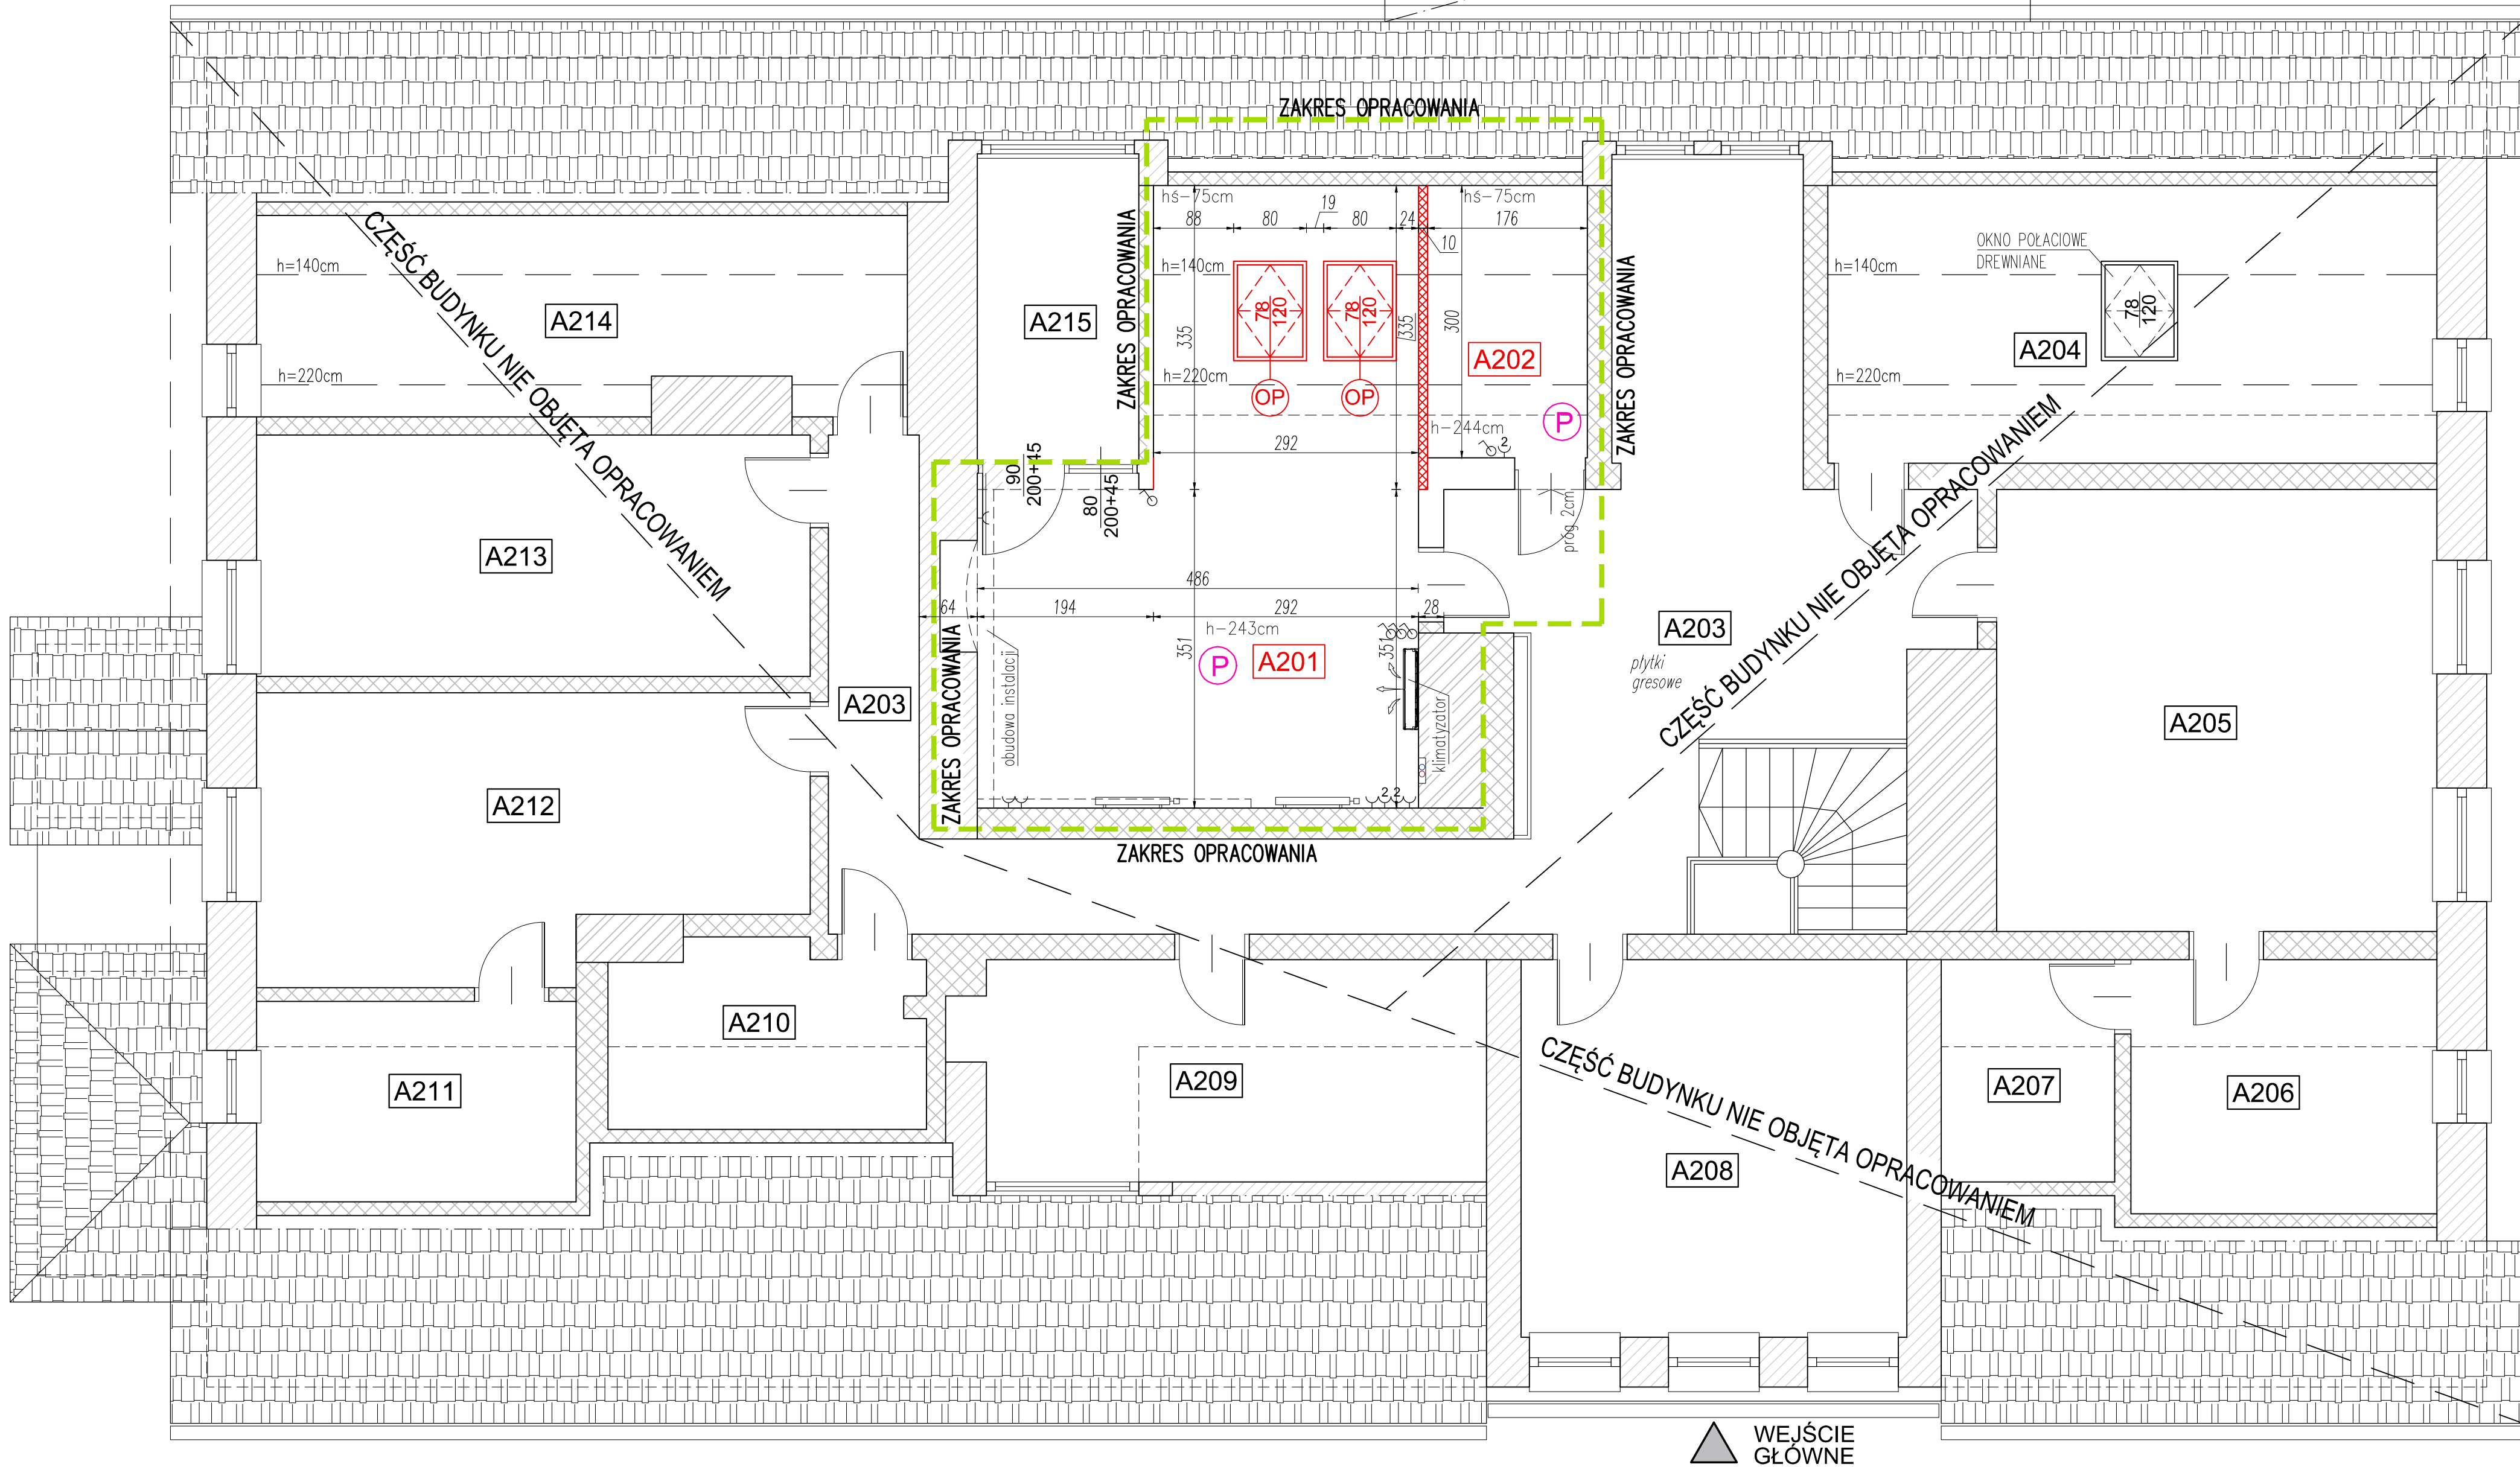 ZAKRES OPRACOWANIA
hś-75cm
hś-75cm
88
80
19
80
24
10
176
OKNO POŁACIOWE
DREWNIANE
h=140cm
h=140cm
h=140cm
78
120
78
120
78
120
A214
A215
335
335
300
A202
A204
h=220cm
h=220cm
h=220cm
OP
OP
P
ZAKRES OPRACOWANIA
ZAKRES OPRACOWANIA
CZĘŚĆ BUDYNKU NIE OBJĘTA OPRACOWANIEM
h-244cm
2
292
90
200+45
80
200+45
próg 2cm
A213
486
64
194
292
28
h-243cm
351
351
P
A201
A203
płytki
gresowe
CZĘŚĆ BUDYNKU NIE OBJĘTA OPRACOWANIEM
A203
ZAKRES OPRACOWANIA
obudowa instalacji
klimatyzator
A205
A212
2
2
ZAKRES OPRACOWANIA
A210
A211
A209
CZĘŚĆ BUDYNKU NIE OBJĘTA OPRACOWANIEM
A208
A207
A206
WEJŚCIE
GŁÓWNE